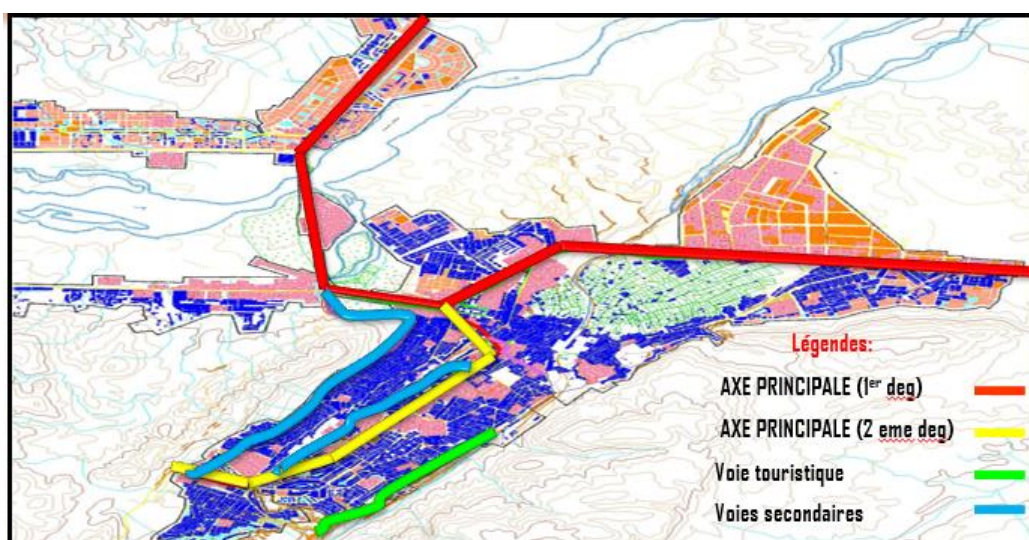 Légendes:
AXE PRINCIPALE (1er deg)
AXE PRINCIPALE (2 eme deg)
Voie touristique
Voies secondaires